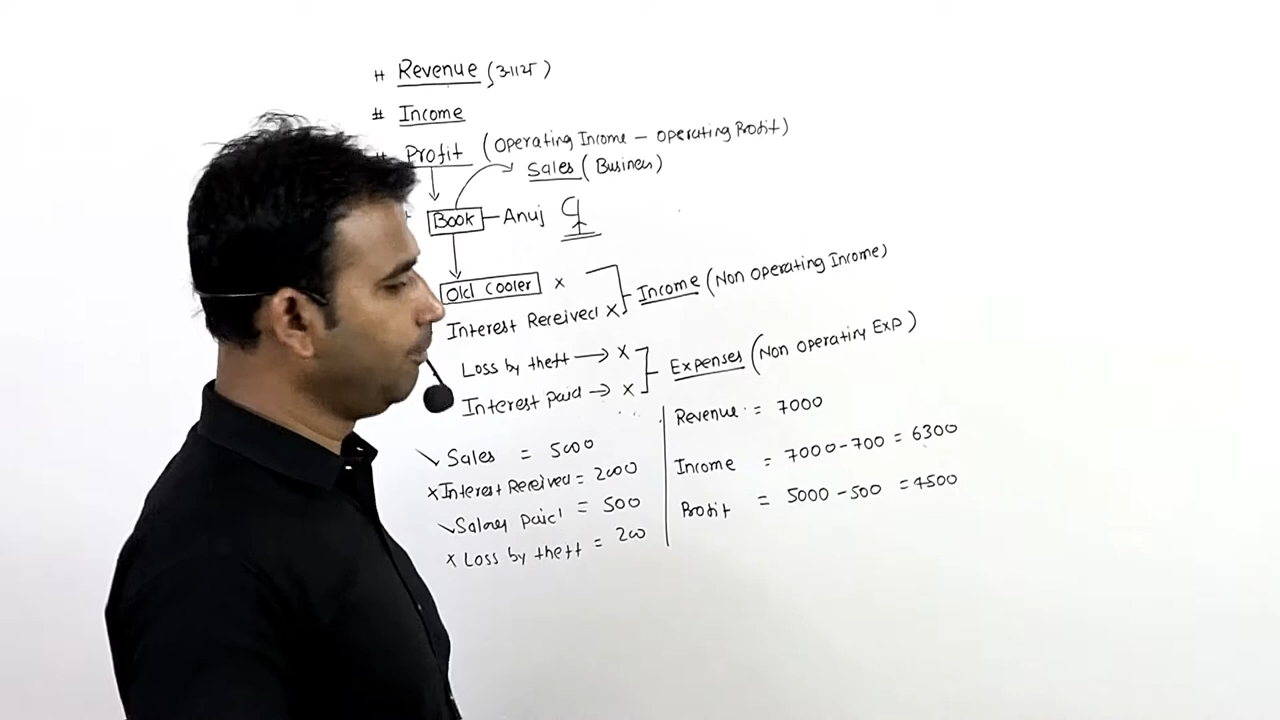 # Revenue (आय)
# Income
# Profit (Operating Income - Operating Profit)
Sales (Business)
Book - Anuj
Old Cooler x
Interest Received x
Income (Non Operating Income)
Loss by theft → x
Interest paid → x
Expenses (Non Operating Exp)
✓ Sales = 5000
x Interest Received = 2000
✓ Salary paid = 500
x Loss by theft = 200
Revenue = 7000
Income = 7000-700 = 6300
Profit = 5000-500 = 4500